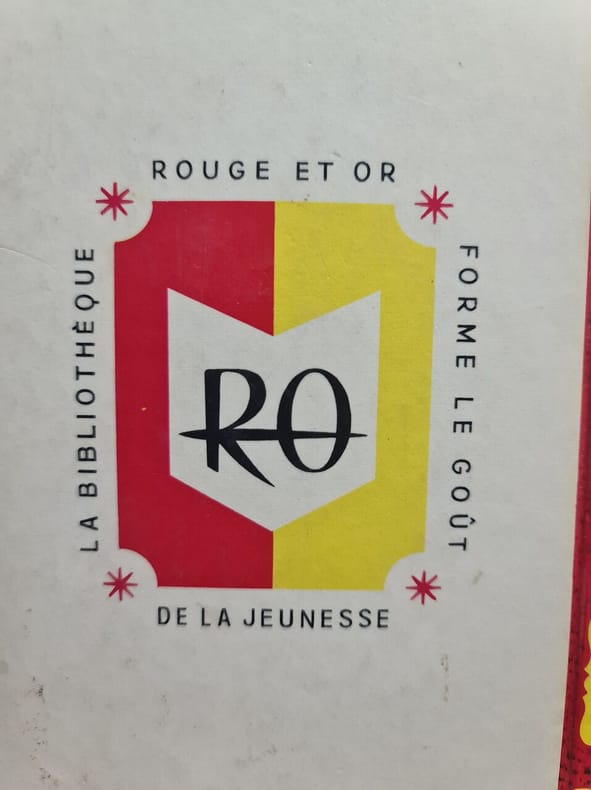 LA BIBLIOTHÈQUE
ROUGE ET OR
FORME LE GOÛT
DE LA JEUNESSE
RO